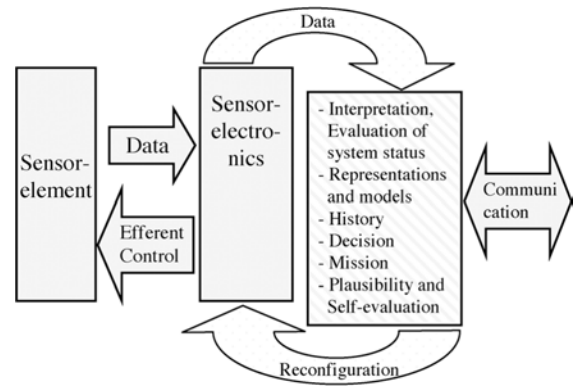 Data
Sensor-
element
Data
Efferent
Control
Sensor-
electro-
nics
- Interpretation,
Evaluation of
system status
- Representations
and models
- History
- Decision
- Mission
- Plausibility and
Self-evaluation
Communi
cation
Reconfiguration